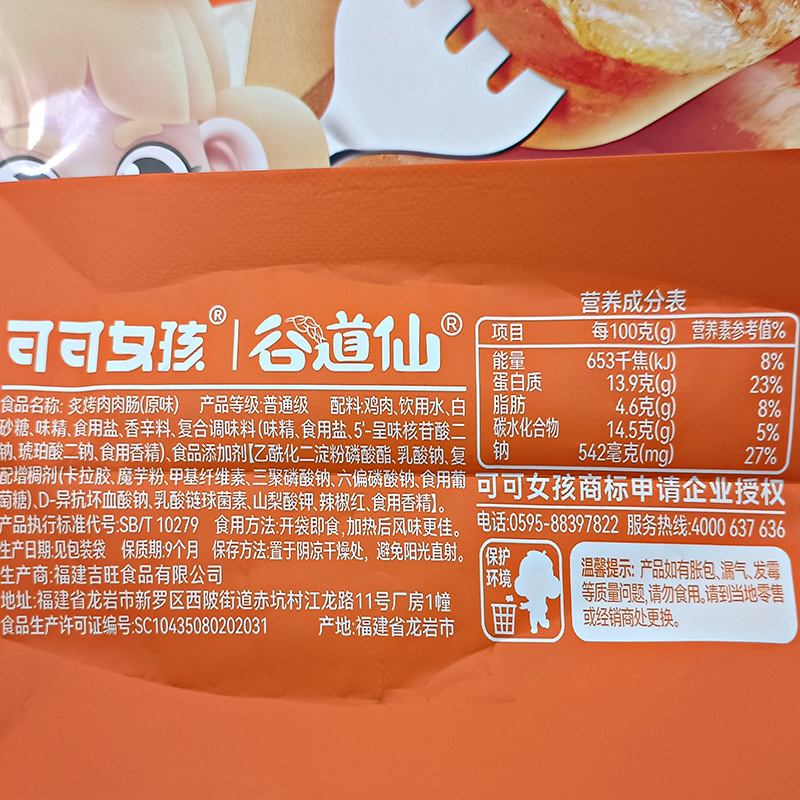 可可女孩® | 谷道仙®
食品名称: 炙烤肉肉肠(原味) 产品等级:普通级 配料:鸡肉、饮用水、白
砂糖、味精、食用盐、香辛料、复合调味料(味精、食用盐、5'-呈味核苷酸二
钠、琥珀酸二钠、食用香精)、食品添加剂【乙酰化二淀粉磷酸酯、乳酸钠、复
配增稠剂(卡拉胶、魔芋粉、甲基纤维素、三聚磷酸钠、六偏磷酸钠、食用葡
萄糖)、D-异抗坏血酸钠、乳酸链球菌素、山梨酸钾、辣椒红、食用香精】。
产品执行标准代号:SB/T 10279 食用方法:开袋即食,加热后风味更佳。
生产日期:见包装袋 保质期:9个月 保存方法:置于阴凉干燥处, 避免阳光直射。
生产商:福建吉旺食品有限公司
地址:福建省龙岩市新罗区西陂街道赤坑村江龙路11号厂房1幢
食品生产许可证编号:SC10435080202031 产地:福建省龙岩市
营养成分表
项目 每100克(g) 营养素参考值%
能量 653千焦(kJ) 8%
蛋白质 13.9克(g) 23%
脂肪 4.6克(g) 8%
碳水化合物 14.5克(g) 5%
钠 542毫克(mg) 27%
可可女孩商标申请企业授权
电话:0595-88397822 服务热线:4000 637 636
保护
环境
温馨提示: 产品如有胀包、漏气、发霉
等质量问题,请勿食用。请到当地零售
或经销商处更换。